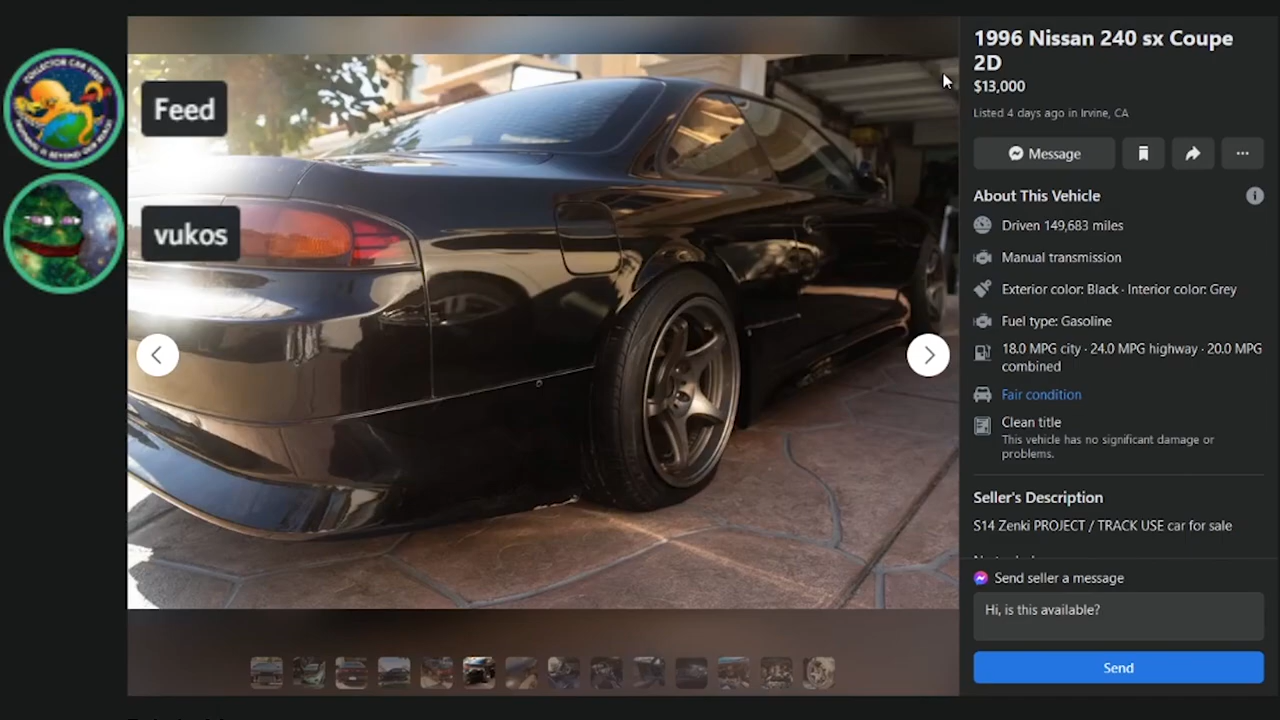 Feed
vukos
1996 Nissan 240 sx Coupe
2D
$13,000
Listed 4 days ago in Irvine, CA
Message
About This Vehicle
Driven 149,683 miles
Manual transmission
Exterior color: Black · Interior color: Grey
Fuel type: Gasoline
18.0 MPG city · 24.0 MPG highway · 20.0 MPG
combined
Fair condition
Clean title
This vehicle has no significant damage or
problems.
Seller's Description
S14 Zenki PROJECT / TRACK USE car for sale
Send seller a message
Hi, is this available?
Send